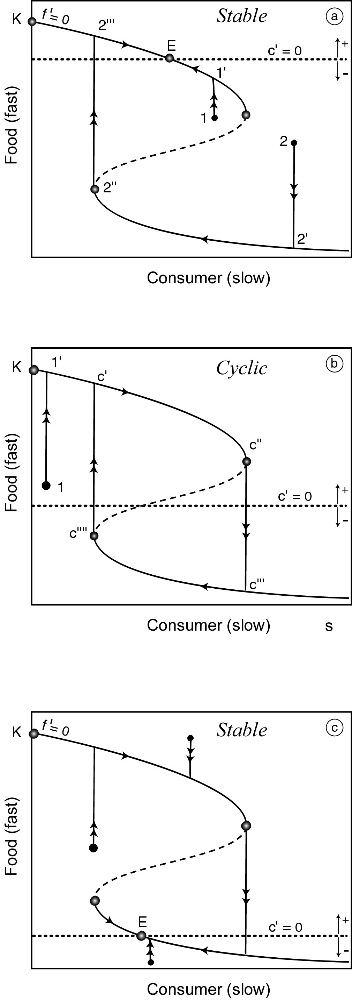 K
f' = 0
2'''
Stable
a
E
c' = 0
+
-
1'
1
2
2''
2'
Food (fast)
Consumer (slow)
K
1'
c'
Cyclic
b
c''
1
c' = 0
+
-
c''''
c'''
Food (fast)
Consumer (slow)
s
K
f' = 0
Stable
c
Food (fast)
E
c' = 0
+
-
Consumer (slow)